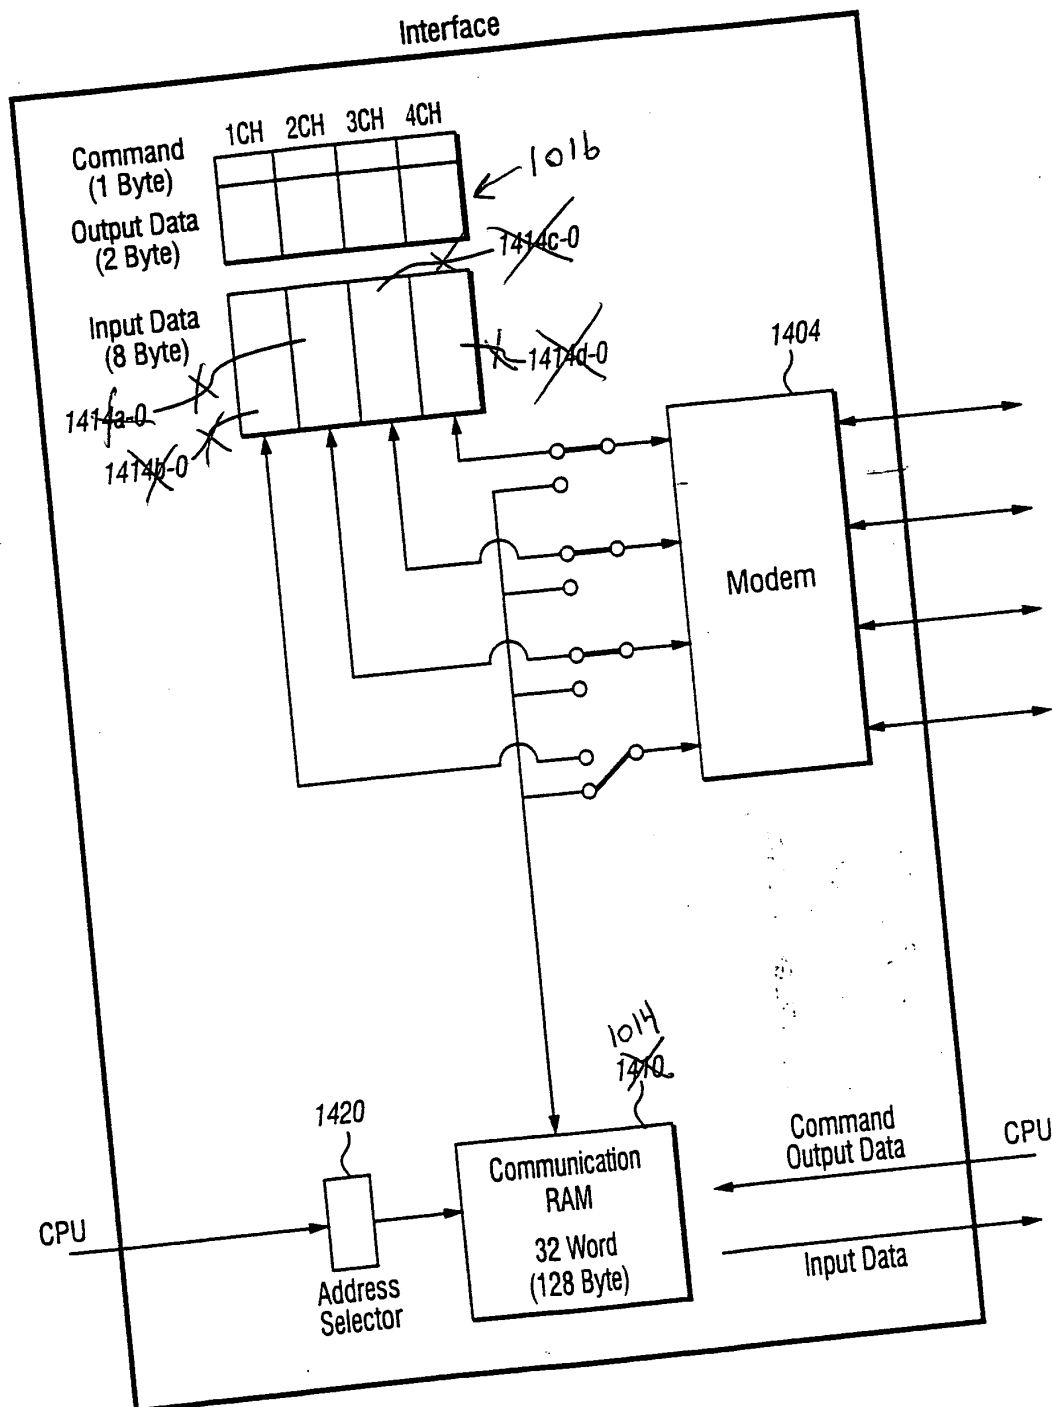 Interface
1CH 2CH 3CH 4CH
Command
(1 Byte)
Output Data
(2 Byte)
1016
1414c-0
Input Data
(8 Byte)
1414d-0
1404
1414a-0
1414b-0
Modem
1014
1410
1420
Command
Output Data
CPU
Communication
RAM
32 Word
(128 Byte)
CPU
Input Data
Address
Selector